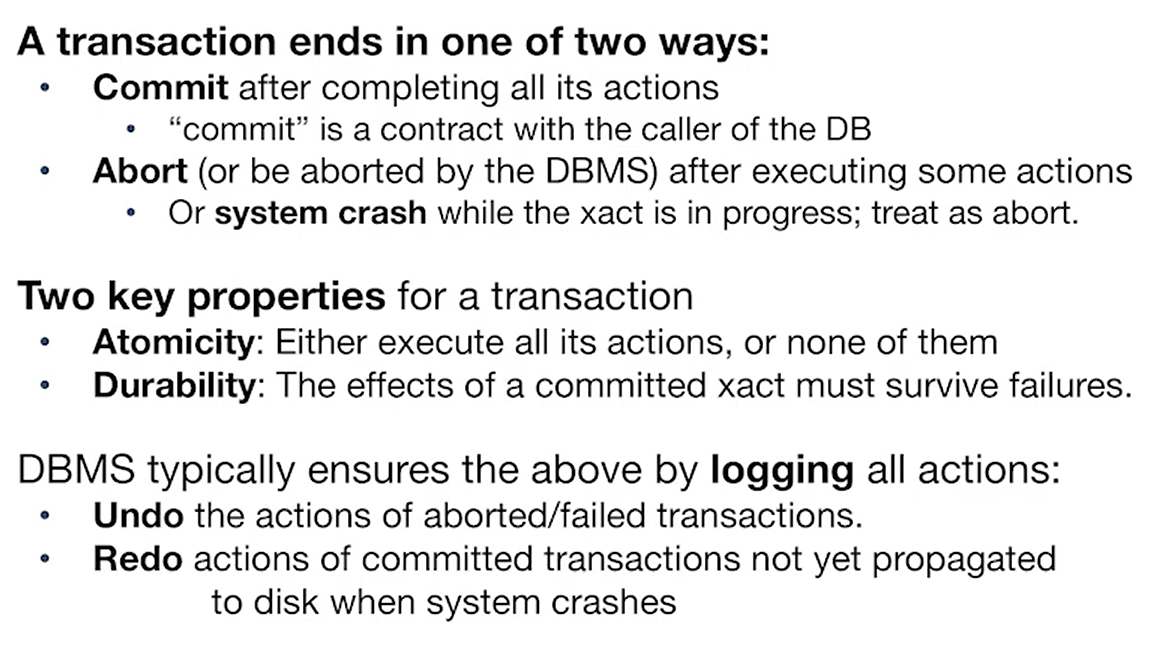 A transaction ends in one of two ways:
• Commit after completing all its actions
• “commit” is a contract with the caller of the DB
• Abort (or be aborted by the DBMS) after executing some actions
• Or system crash while the xact is in progress; treat as abort.
Two key properties for a transaction
• Atomicity: Either execute all its actions, or none of them
• Durability: The effects of a committed xact must survive failures.
DBMS typically ensures the above by logging all actions:
• Undo the actions of aborted/failed transactions.
• Redo actions of committed transactions not yet propagated
to disk when system crashes